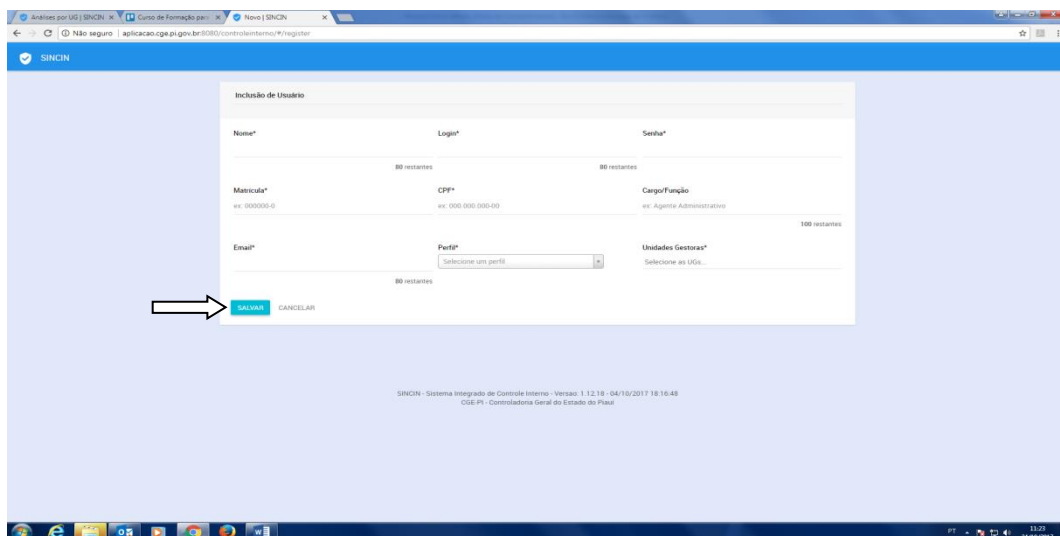 Análises por UG | SINCIN
Curso de Formação para
Novo | SINCIN
Não seguro | aplicacao.cge.pi.gov.br:8080/controleinterno/#/register
SINCIN
Inclusão de Usuário
Nome* Login* Senha*
80 restantes 80 restantes
Matrícula* CPF* Cargo/Função
ex: 000000-0 ex: 000.000.000-00 ex: Agente Administrativo
100 restantes
Email* Perfil* Unidades Gestoras*
Selecione um perfil Selecione as UGs...
80 restantes
SALVAR CANCELAR
SINCIN - Sistema Integrado de Controle Interno - Versao: 1.12.18 - 04/10/2017 18:16:48
CGE-PI - Controladoria Geral do Estado do Piauí
PT 11:23